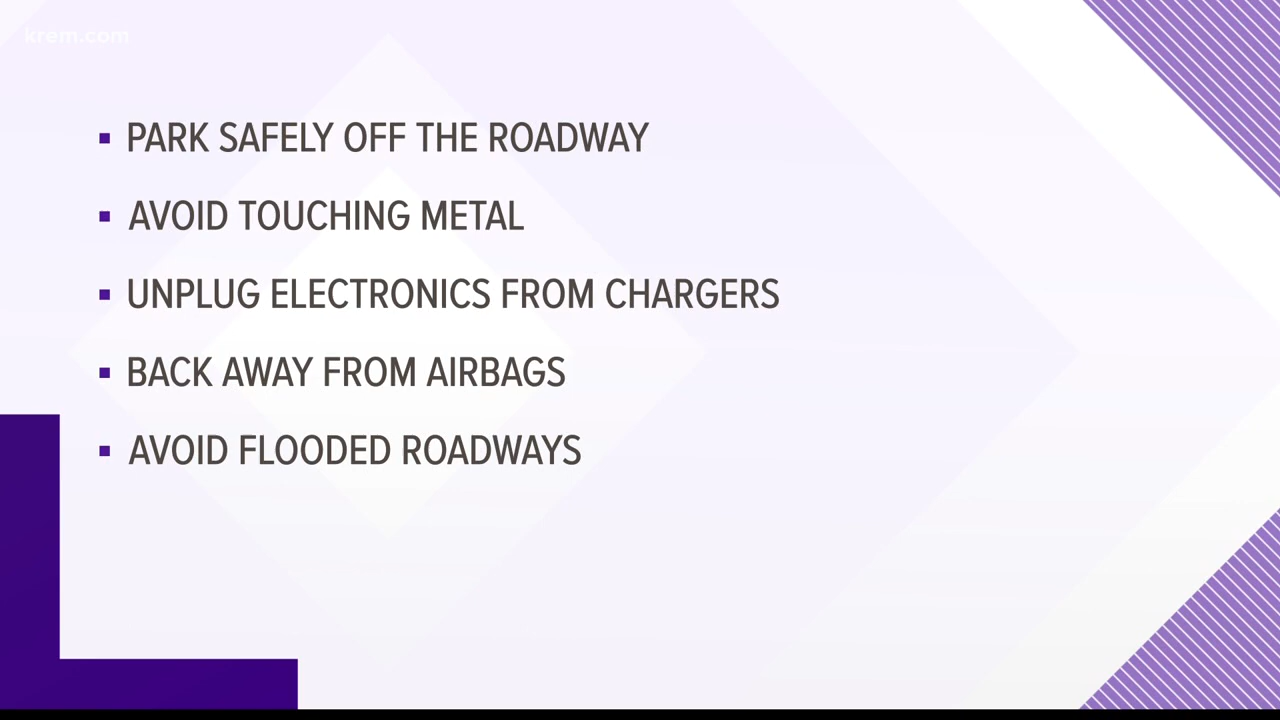 krem.com
PARK SAFELY OFF THE ROADWAY
AVOID TOUCHING METAL
UNPLUG ELECTRONICS FROM CHARGERS
BACK AWAY FROM AIRBAGS
AVOID FLOODED ROADWAYS